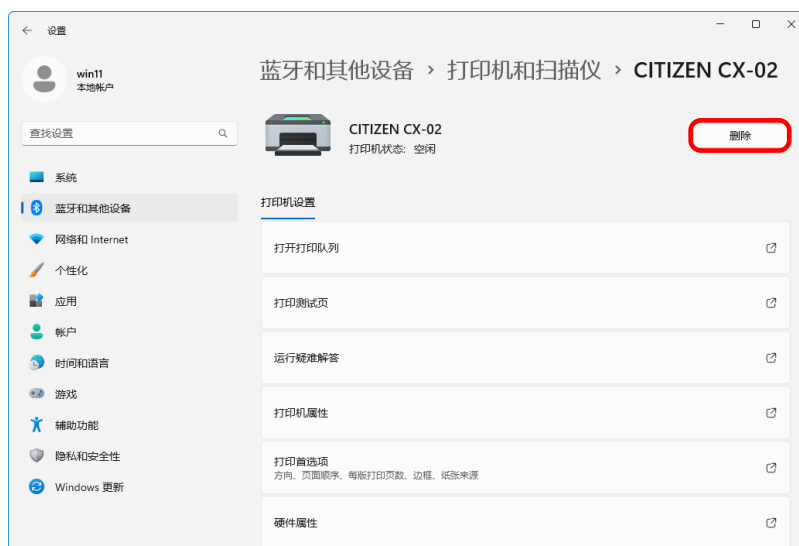 设置
win11
本地帐户
查找设置
系统
蓝牙和其他设备
网络和 Internet
个性化
应用
帐户
时间和语言
游戏
辅助功能
隐私和安全性
Windows 更新
蓝牙和其他设备 › 打印机和扫描仪 › CITIZEN CX-02
CITIZEN CX-02
打印机状态: 空闲
删除
打印机设置
打开打印队列
打印测试页
运行疑难解答
打印机属性
打印首选项
方向、页面顺序、每版打印页数、边框、纸张来源
硬件属性